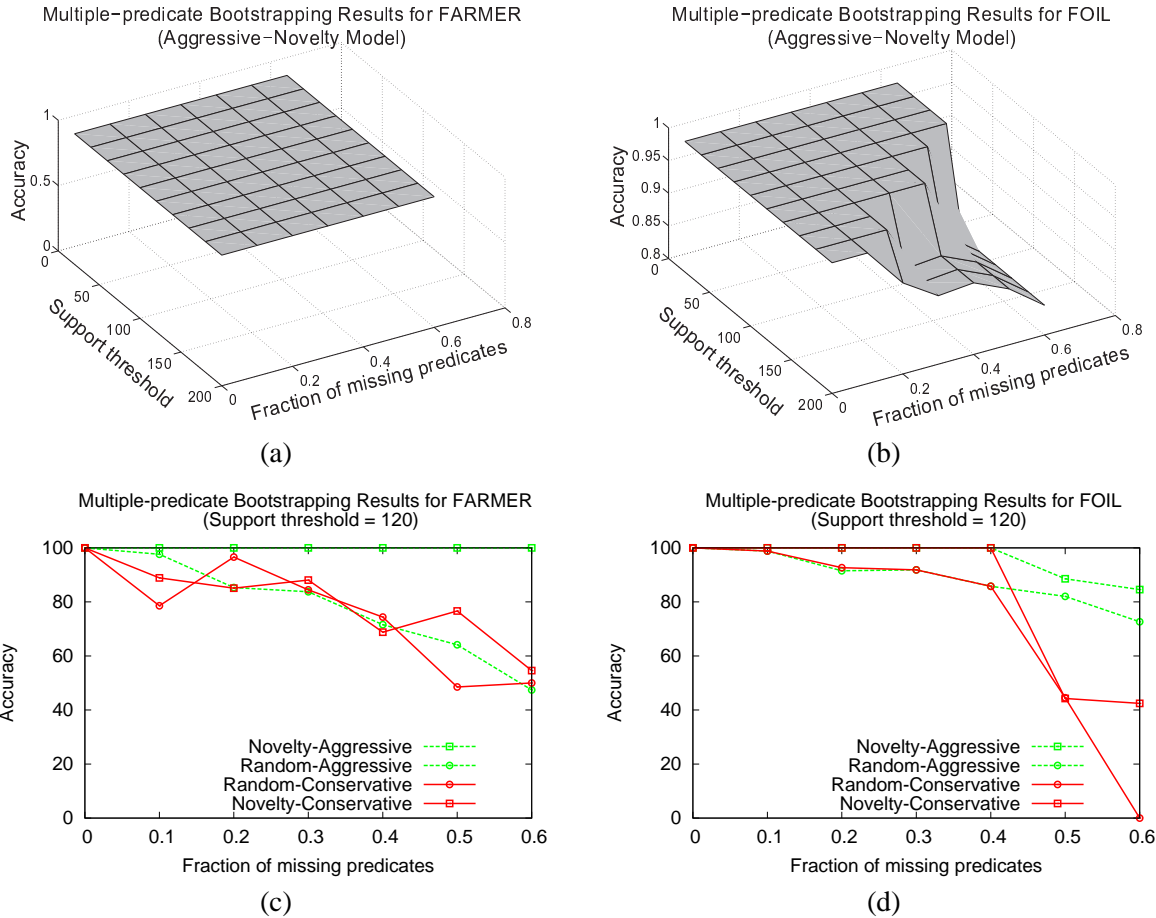 Multiple-predicate Bootstrapping Results for FARMER
(Aggressive-Novelty Model)
1
0.5
0
Accuracy
0
50
100
150
200
Support threshold
0
0.2
0.4
0.6
0.8
Fraction of missing predicates
(a)
Multiple-predicate Bootstrapping Results for FOIL
(Aggressive-Novelty Model)
1
0.95
0.9
0.85
0.8
Accuracy
0
50
100
150
200
Support threshold
0
0.2
0.4
0.6
0.8
Fraction of missing predicates
(b)
Multiple-predicate Bootstrapping Results for FARMER
(Support threshold = 120)
100
80
60
40
20
0
Accuracy
Novelty-Aggressive
Random-Aggressive
Random-Conservative
Novelty-Conservative
0 0.1 0.2 0.3 0.4 0.5 0.6
Fraction of missing predicates
(c)
Multiple-predicate Bootstrapping Results for FOIL
(Support threshold = 120)
100
80
60
40
20
0
Accuracy
Novelty-Aggressive
Random-Aggressive
Random-Conservative
Novelty-Conservative
0 0.1 0.2 0.3 0.4 0.5 0.6
Fraction of missing predicates
(d)